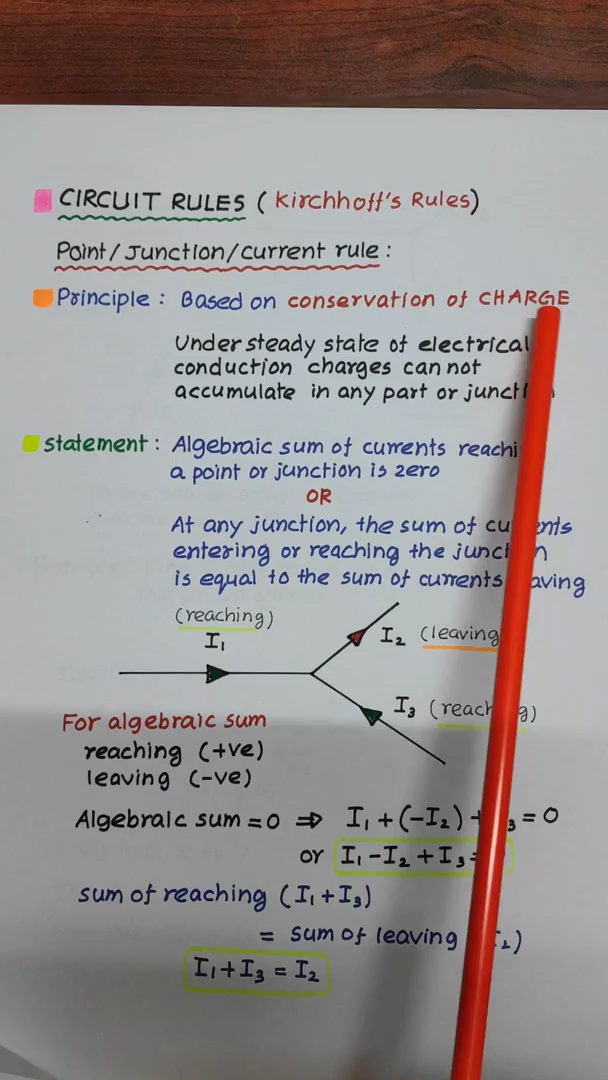 CIRCUIT RULES (Kirchhoff's Rules)
Point/Junction/current rule:
Principle: Based on conservation of CHARGE
Under steady state of electrical
conduction charges can not
accumulate in any part or
statement: Algebraic sum of currents
a point or junction is zero
OR
At any junction, the sum of
entering or reaching the
is equal to the sum of currents
(reaching)
I₁
I₂ (leaving
I₃
For algebraic sum
reaching (+ve)
leaving (-ve)
Algebraic sum = 0 ⇒ I₁ + (-I₂) + = 0
or I₁ - I₂ + I₃
sum of reaching (I₁ + I₃)
= sum of leaving
I₁ + I₃ = I₂